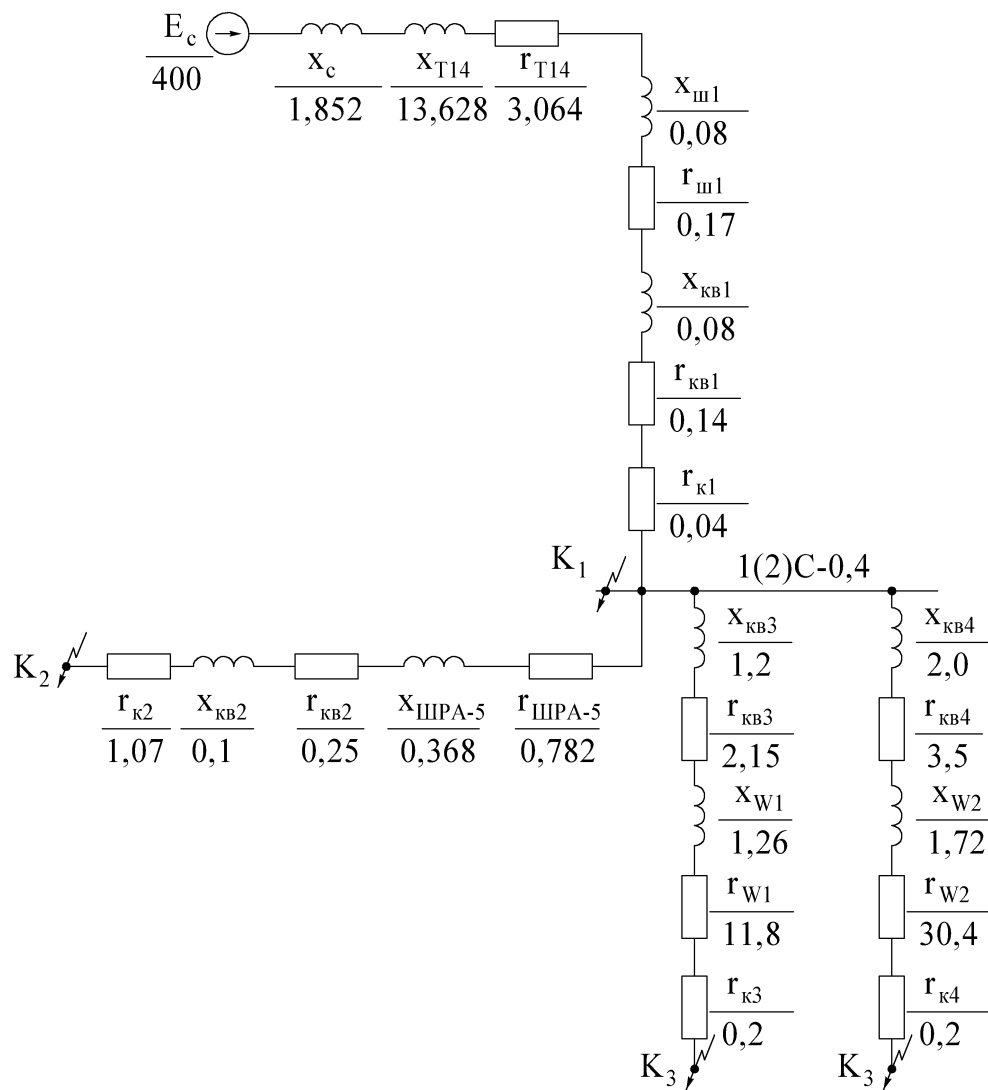 E_c
400
x_c
1,852
x_T14
13,628
r_T14
3,064
x_ш1
0,08
r_ш1
0,17
x_кв1
0,08
r_кв1
0,14
r_к1
0,04
K_1
1(2)С-0,4
K_2
r_к2
1,07
x_кв2
0,1
r_кв2
0,25
x_ШРА-5
0,368
r_ШРА-5
0,782
x_кв3
1,2
r_кв3
2,15
x_W1
1,26
r_W1
11,8
r_к3
0,2
K_3
x_кв4
2,0
r_кв4
3,5
x_W2
1,72
r_W2
30,4
r_к4
0,2
K_3